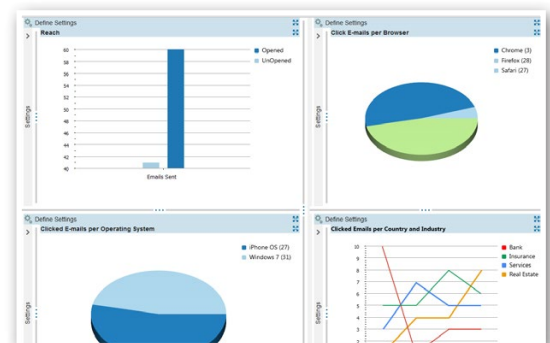 Define Settings
Reach
Settings
60
58
56
54
52
50
48
46
44
42
40
Emails Sent
Opened
UnOpened
Define Settings
Click E-mails per Browser
Settings
Chrome (3)
Firefox (28)
Safari (27)
Define Settings
Clicked E-mails per Operating System
Settings
iPhone OS (27)
Windows 7 (31)
Define Settings
Clicked Emails per Country and Industry
Settings
10
9
8
7
6
5
4
3
2
Bank
Insurance
Services
Real Estate